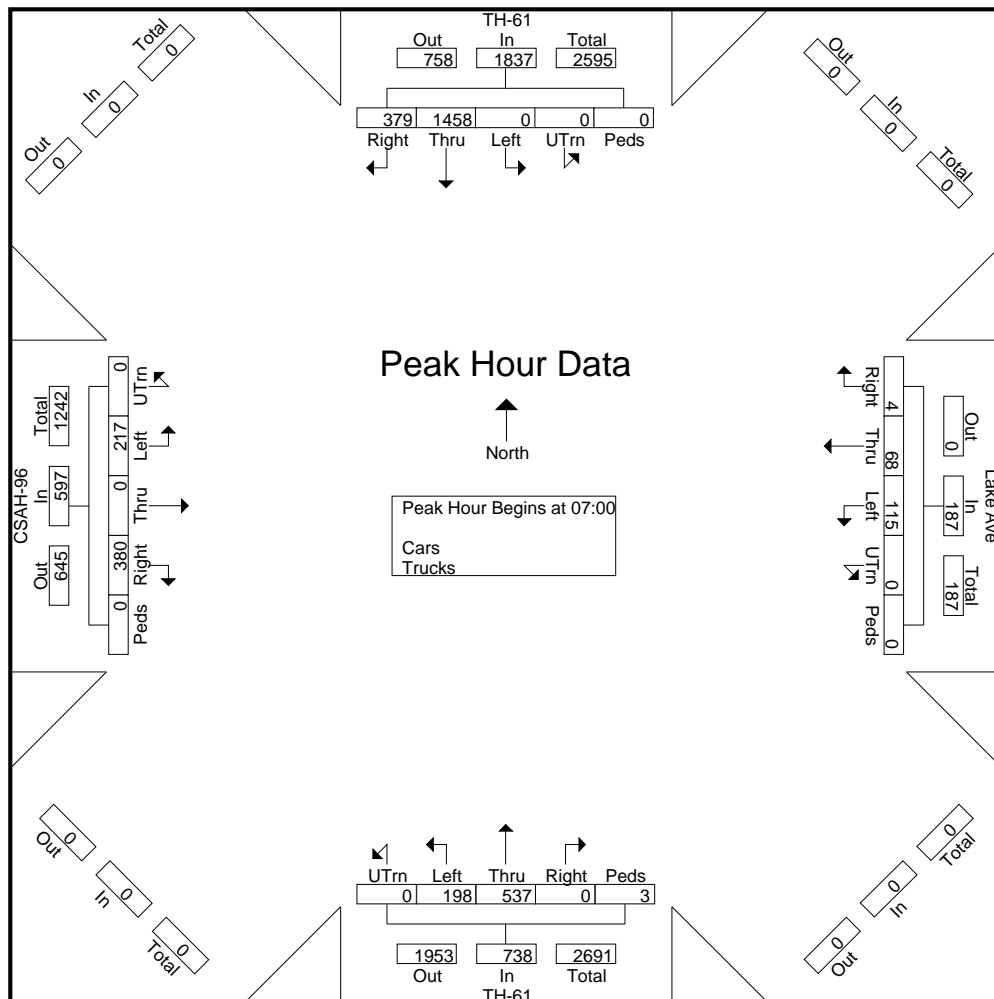 TH-61
Out In Total
758 1837 2595
379 1458 0 0 0
Right Thru Left UTrn Peds
Total
0
In
0
Out
0
Out
0
In
0
Total
0
CSAH-96
Total In Out
1242 597 645
0 217 0 380 0
UTrn Left Thru Right Peds
Peak Hour Data
North
Peak Hour Begins at 07:00
Cars
Trucks
Right Thru Left UTrn Peds
4 68 115 0 0
Out In Total
0 187 187
Lake Ave
Out
0
In
0
Total
0
UTrn Left Thru Right Peds
0 198 537 0 3
1953 738 2691
Out In Total
TH-61
0
Total
0
In
0
Out